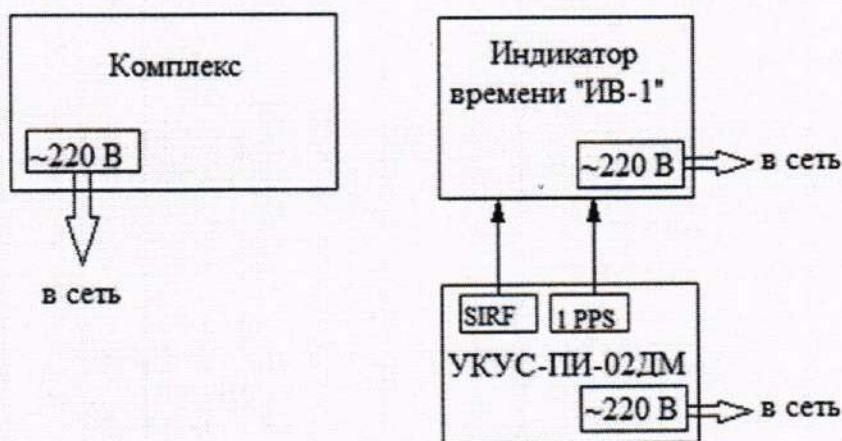 Комплекс
~220 В
в сеть
Индикатор
времени "ИВ-1"
~220 В
в сеть
SIRF
1 PPS
УКУС-ПИ-02ДМ
~220 В
в сеть